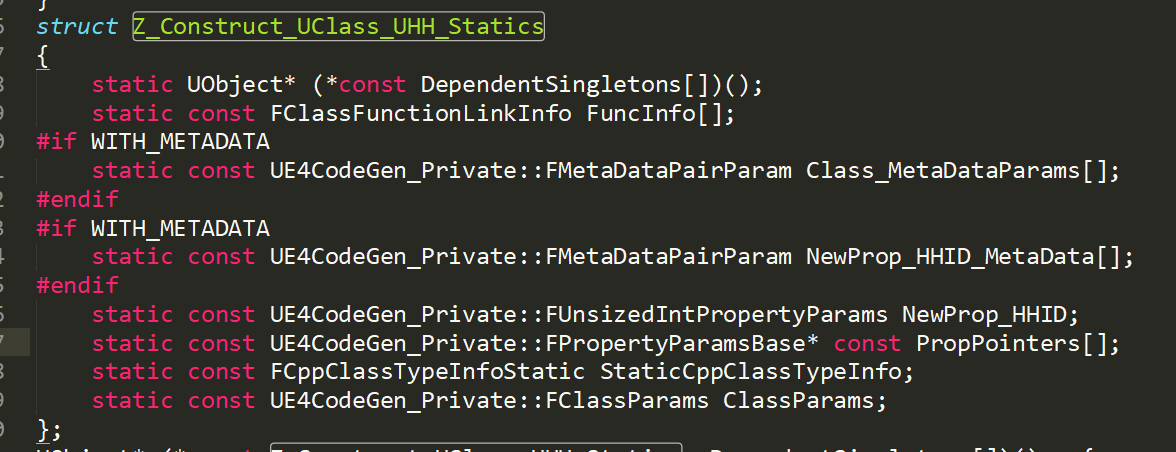 }
struct Z_Construct_UClass_UHH_Statics
{
static UObject* (*const DependentSingletons[])();
static const FClassFunctionLinkInfo FuncInfo[];
#if WITH_METADATA
static const UE4CodeGen_Private::FMetaDataPairParam Class_MetaDataParams[];
#endif
#if WITH_METADATA
static const UE4CodeGen_Private::FMetaDataPairParam NewProp_HHID_MetaData[];
#endif
static const UE4CodeGen_Private::FUnsizedIntPropertyParams NewProp_HHID;
static const UE4CodeGen_Private::FPropertyParamsBase* const PropPointers[];
static const FCppClassTypeInfoStatic StaticCppClassTypeInfo;
static const UE4CodeGen_Private::FClassParams ClassParams;
};